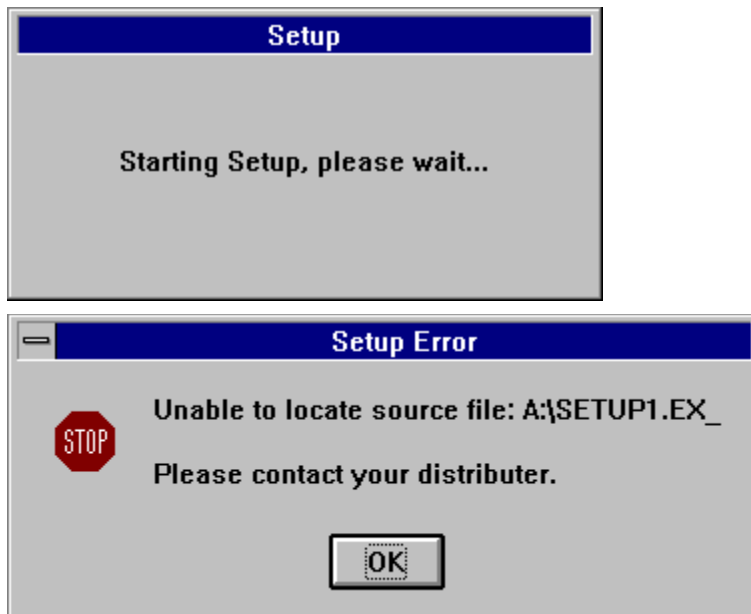 Setup
Starting Setup, please wait...
Setup Error
STOP
Unable to locate source file: A:\SETUP1.EX_
Please contact your distributer.
OK